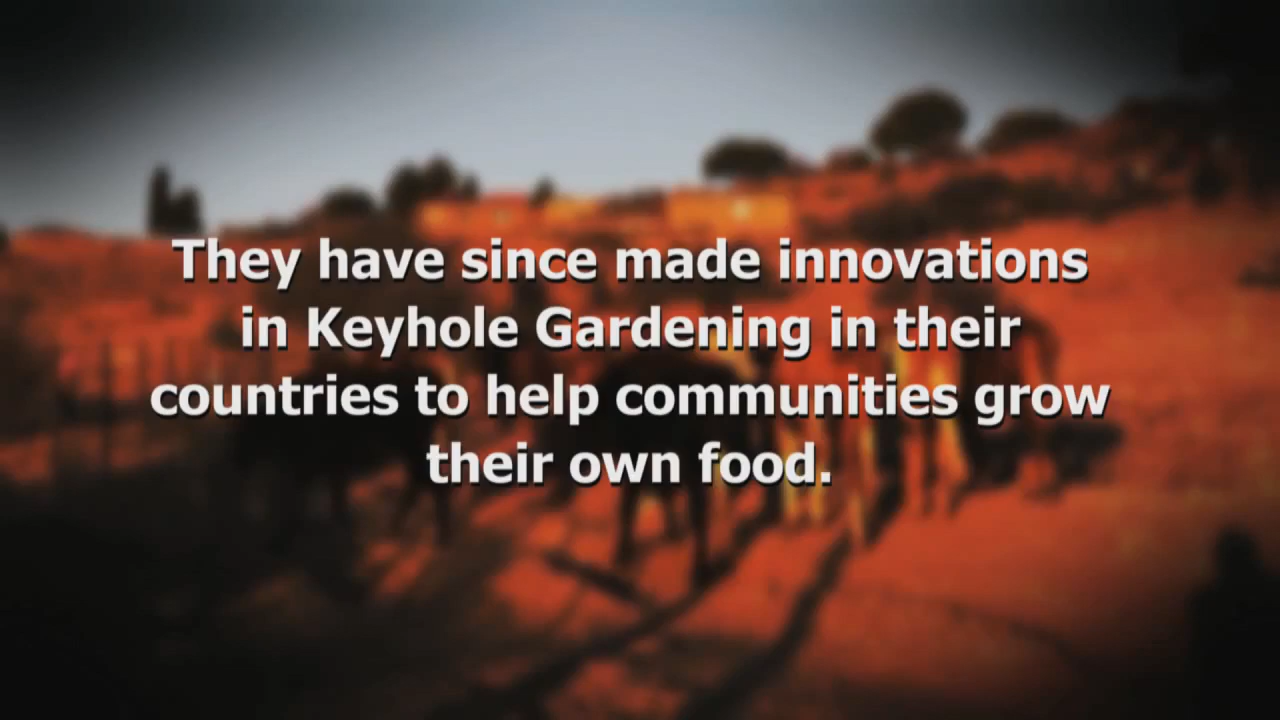 They have since made innovations
in Keyhole Gardening in their
countries to help communities grow
their own food.